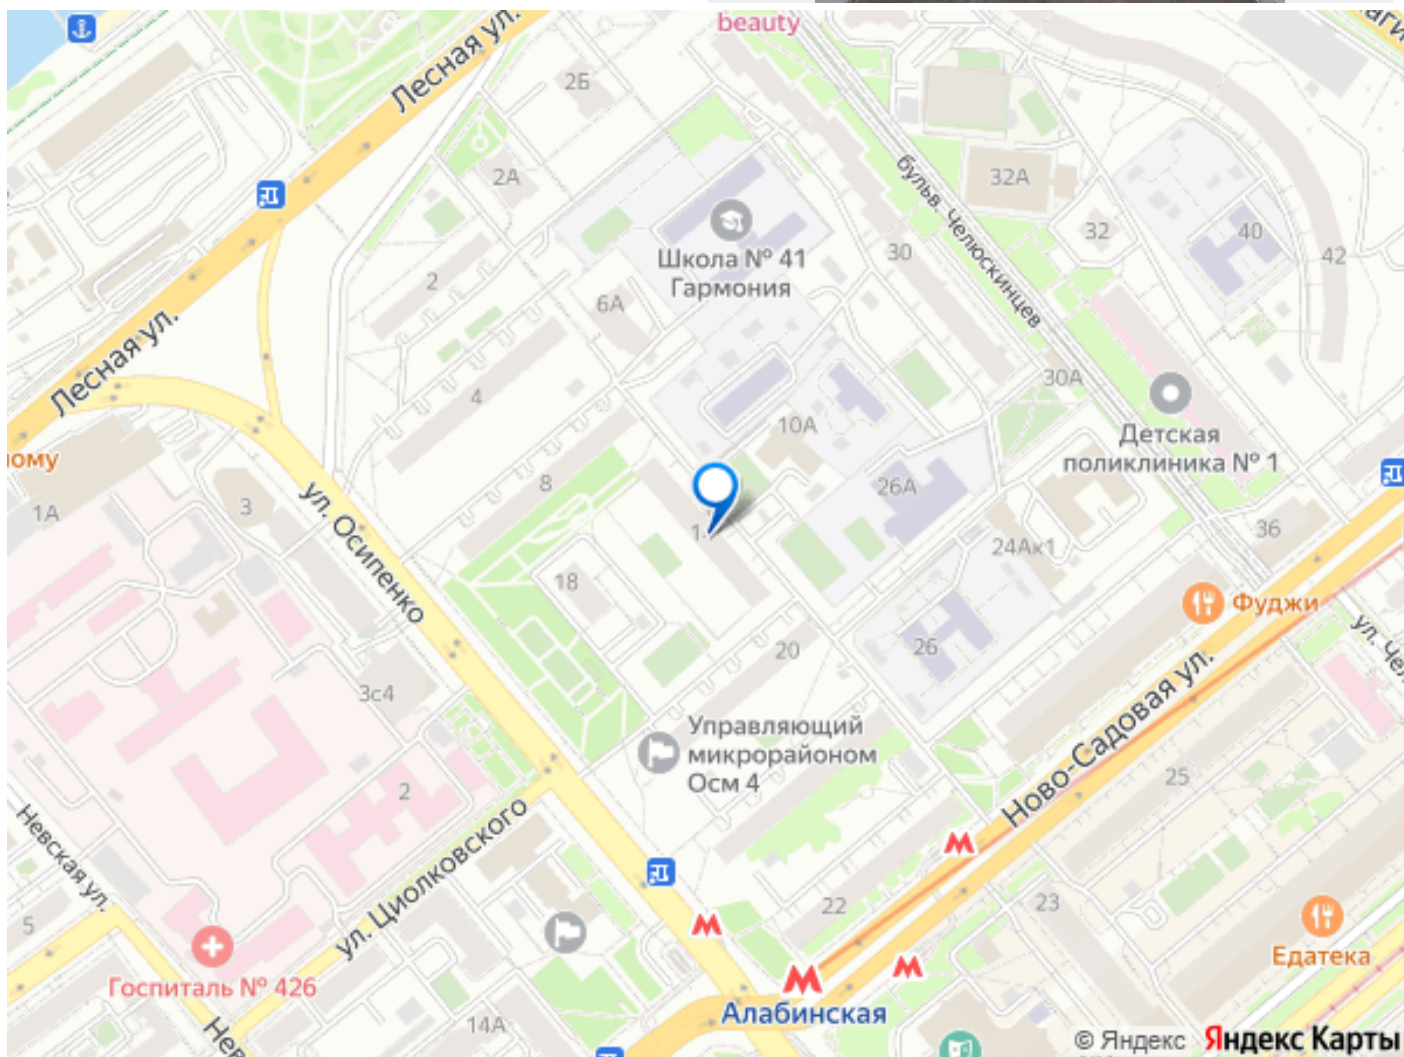 beauty
Лесная ул.
2Б
2А
32А
бульв. Челюскинцев
32
40
42
30
Школа № 41
Гармония
2
6А
Лесная ул.
4
30А
10А
Детская
поликлиника № 1
ому
1А
3
8
26А
ул. Осипенко
24Ак1
36
18
Фуджи
26
20
3с4
Управляющий
микрорайоном
Осм 4
Ново-Садовая ул.
25
2
Невская ул.
ул. Циолковского
22
23
5
Госпиталь № 426
Едатека
14А
Алабинская
© Яндекс Яндекс Карты